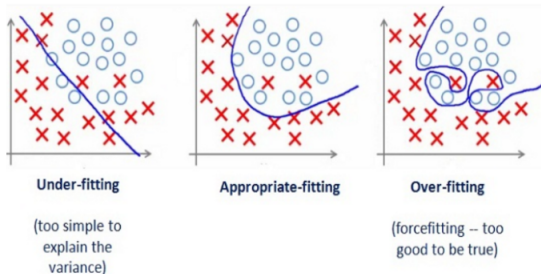 Under-fitting
Appropriate-fitting
Over-fitting
(too simple to
explain the
variance)
(forcefitting -- too
good to be true)